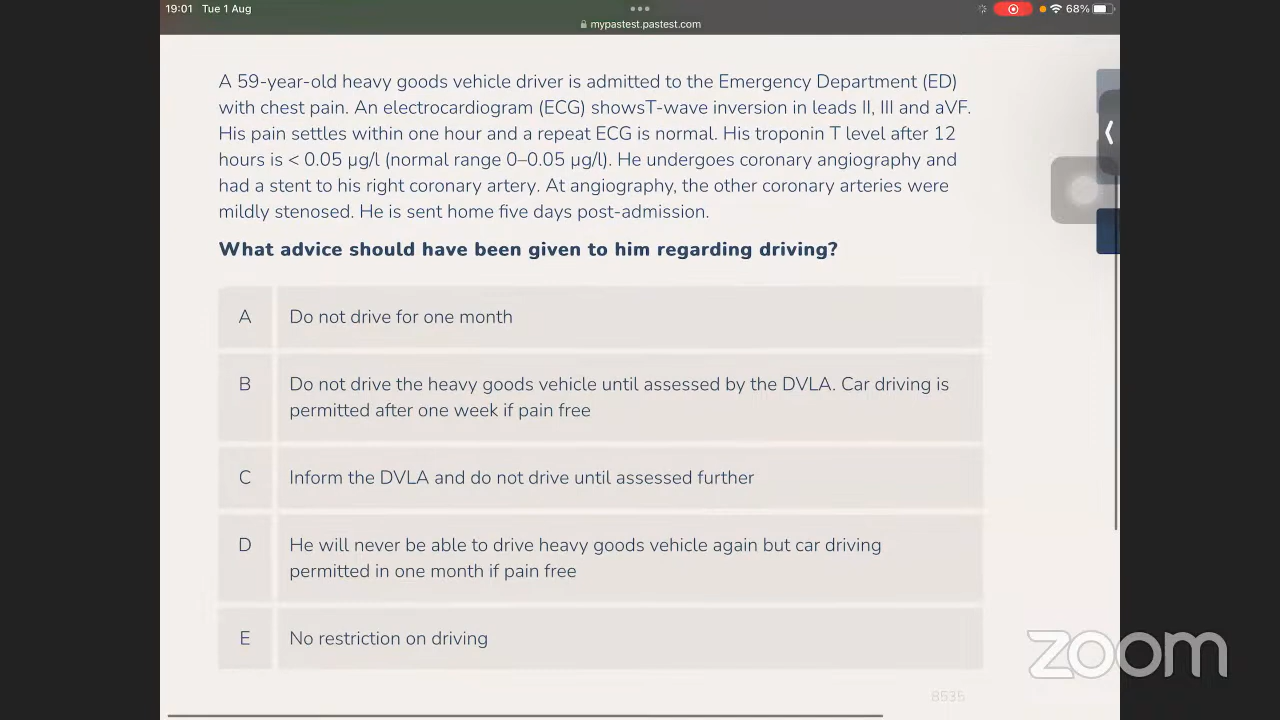 19:01 Tue 1 Aug
68%
mypastest.pastest.com
A 59-year-old heavy goods vehicle driver is admitted to the Emergency Department (ED)
with chest pain. An electrocardiogram (ECG) showsT-wave inversion in leads II, III and aVF.
His pain settles within one hour and a repeat ECG is normal. His troponin T level after 12
hours is < 0.05 µg/l (normal range 0–0.05 µg/l). He undergoes coronary angiography and
had a stent to his right coronary artery. At angiography, the other coronary arteries were
mildly stenosed. He is sent home five days post-admission.
What advice should have been given to him regarding driving?
A Do not drive for one month
B Do not drive the heavy goods vehicle until assessed by the DVLA. Car driving is
permitted after one week if pain free
C Inform the DVLA and do not drive until assessed further
D He will never be able to drive heavy goods vehicle again but car driving
permitted in one month if pain free
E No restriction on driving
zoom
8535